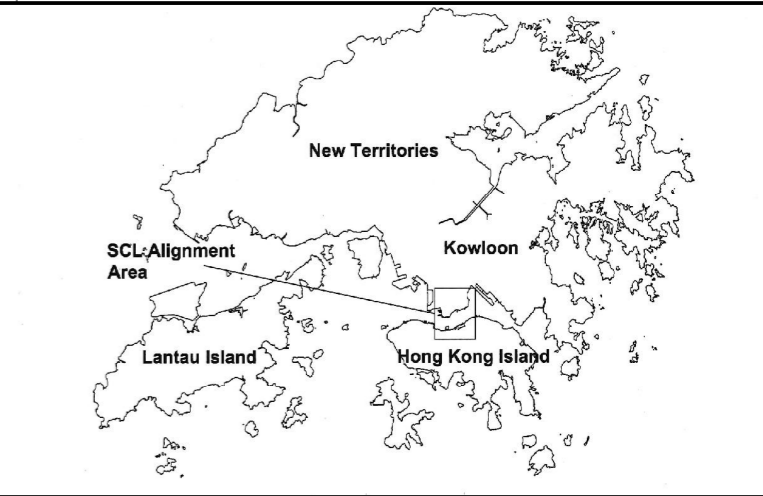 New Territories
Kowloon
SCL Alignment
Area
Lantau Island
Hong Kong Island